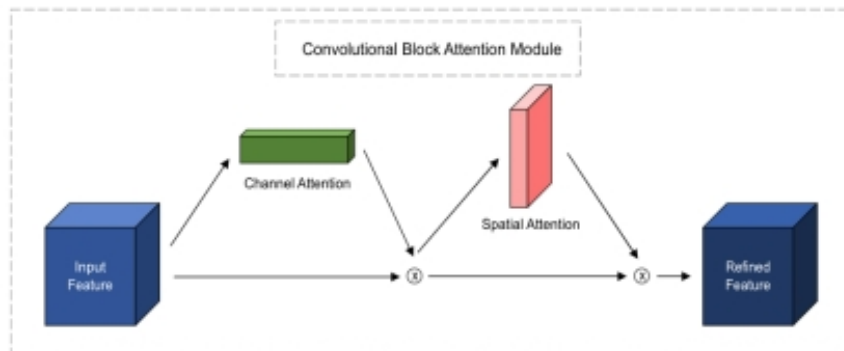 Convolutional Block Attention Module
Channel Attention
Spatial Attention
Input
Feature
Refined
Feature